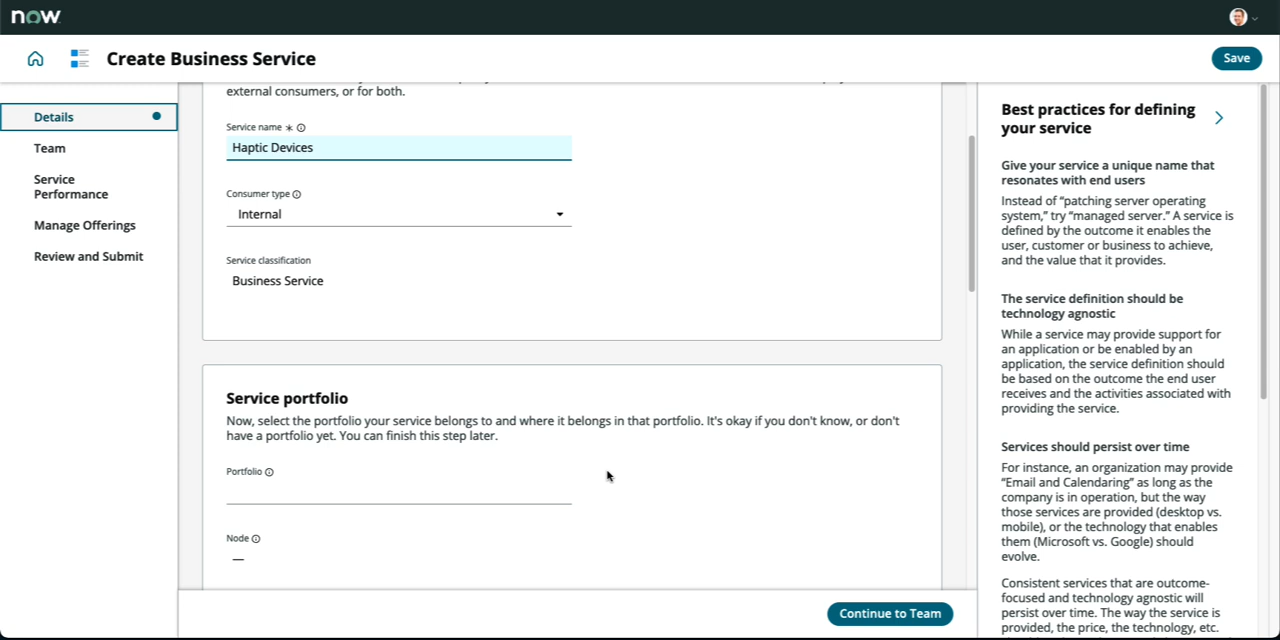 now
Create Business Service
Save
Details
Team
Service
Performance
Manage Offerings
Review and Submit
external consumers, or for both.
Service name *
Haptic Devices
Consumer type
Internal
Service classification
Business Service
Service portfolio
Now, select the portfolio your service belongs to and where it belongs in that portfolio. It's okay if you don't know, or don't
have a portfolio yet. You can finish this step later.
Portfolio
Node
—
Continue to Team
Best practices for defining
your service
Give your service a unique name that
resonates with end users
Instead of “patching server operating
system,” try “managed server.” A service is
defined by the outcome it enables the
user, customer or business to achieve,
and the value that it provides.
The service definition should be
technology agnostic
While a service may provide support for
an application or be enabled by an
application, the service definition should
be based on the outcome the end user
receives and the activities associated with
providing the service.
Services should persist over time
For instance, an organization may provide
“Email and Calendaring” as long as the
company is in operation, but the way
those services are provided (desktop vs.
mobile), or the technology that enables
them (Microsoft vs. Google) should
evolve.
Consistent services that are outcome-
focused and technology agnostic will
persist over time. The way the service is
provided, the price, the technology, etc.